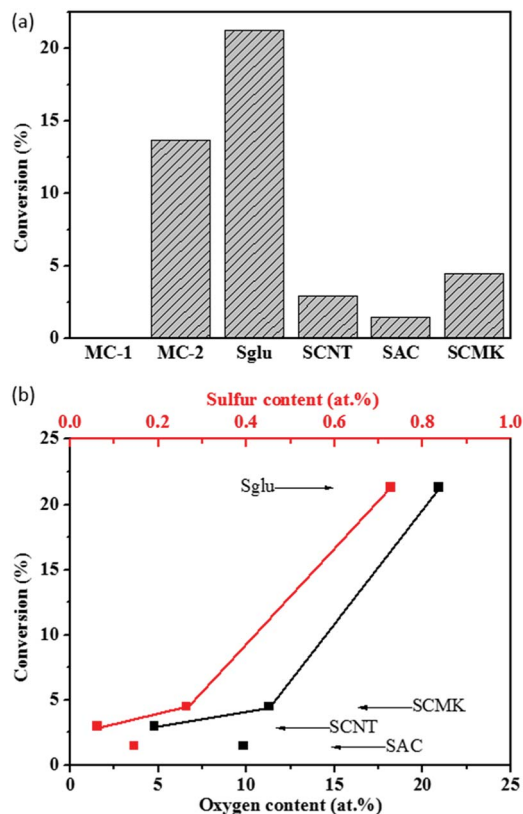 (a)
20
15
10
5
0
Conversion (%)
MC-1 MC-2 Sglu SCNT SAC SCMK
(b)
Sulfur content (at.%)
0.0 0.2 0.4 0.6 0.8 1.0
25
20
15
10
5
0
Conversion (%)
Sglu
SCMK
SCNT
SAC
0 5 10 15 20 25
Oxygen content (at.%)